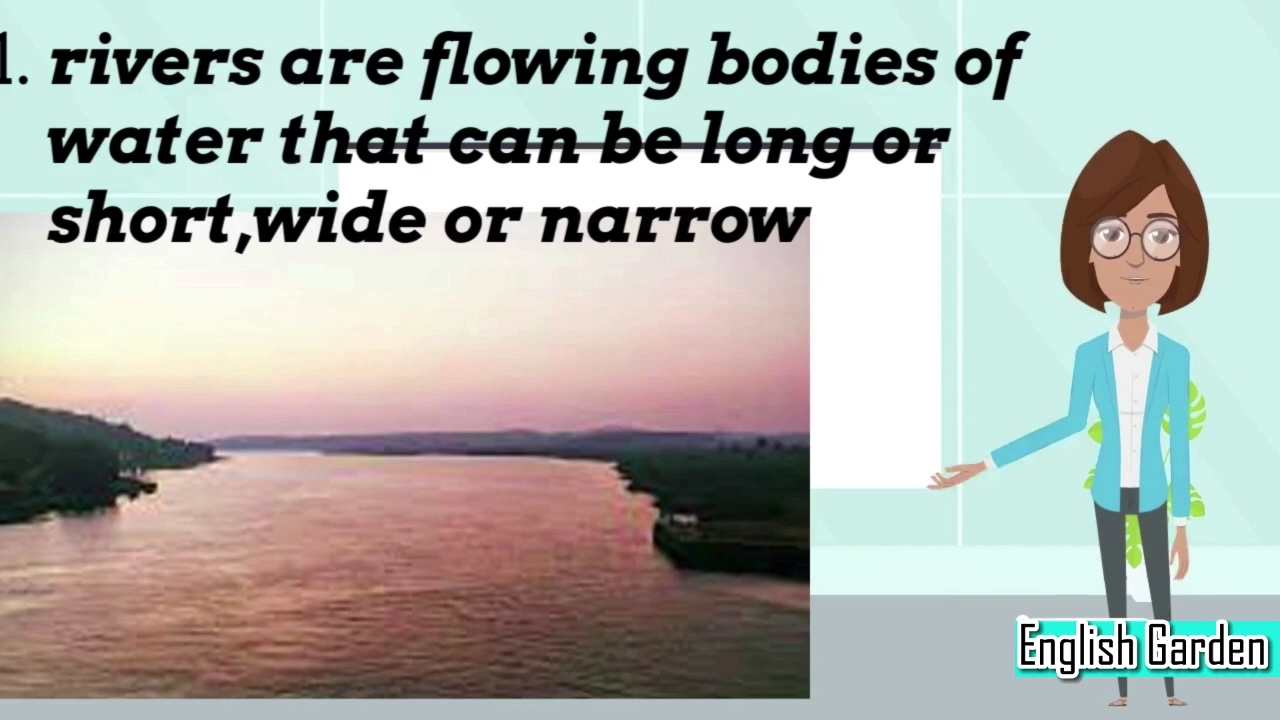 1. rivers are flowing bodies of
water that can be long or
short,wide or narrow
English Garden